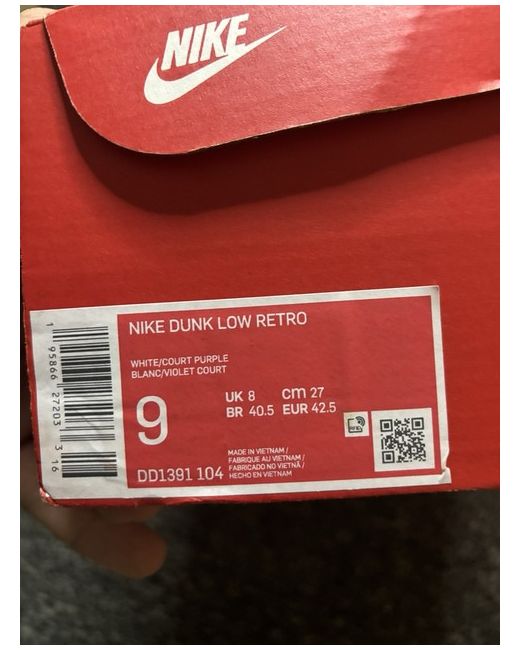 NIKE
NIKE DUNK LOW RETRO
WHITE/COURT PURPLE
BLANC/VIOLET COURT
9
UK 8 CM 27
BR 40.5 EUR 42.5
MADE IN VIETNAM /
FABRIQUE AU VIETNAM /
FABRICADO NO VIETNÃ /
HECHO EN VIETNAM
DD1391 104
1 95866 27203 3 16